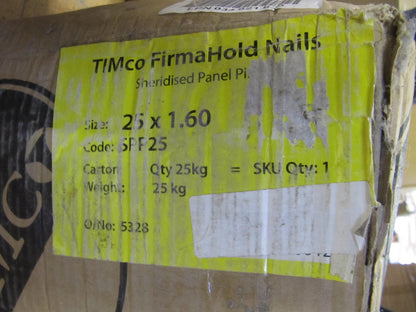 TIMco FirmaHold Nails
Sheridised Panel Pi
Size: 25 x 1.60
Code: SPF25
Carton Qty 25kg = SKU Qty: 1
Weight: 25 kg
O/No: 5328